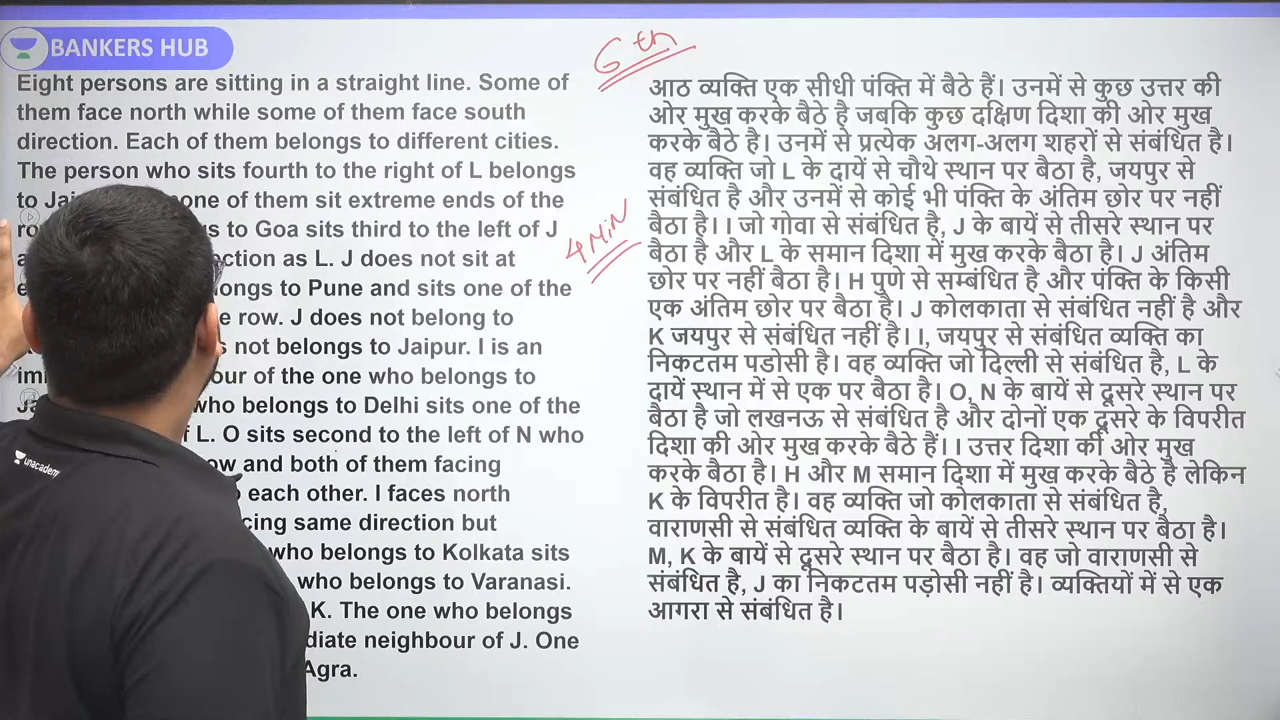 BANKERS HUB
6th
Eight persons are sitting in a straight line. Some of
them face north while some of them face south
direction. Each of them belongs to different cities.
The person who sits fourth to the right of L belongs
to of them sit extreme ends of the
to Goa sits third to the left of J
as L. J does not sit at
to Pune and sits one of the
row. J does not belong to
not belongs to Jaipur. I is an
of the one who belongs to
who belongs to Delhi sits one of the
L. O sits second to the left of N who
and both of them facing
each other. I faces north
same direction but
who belongs to Kolkata sits
who belongs to Varanasi.
K. The one who belongs
neighbour of J. One
Agra.
4 MiN
unacademy
आठ व्यक्ति एक सीधी पंक्ति में बैठे हैं। उनमें से कुछ उत्तर की
ओर मुख करके बैठे है जबकि कुछ दक्षिण दिशा की ओर मुख
करके बैठे है। उनमें से प्रत्येक अलग-अलग शहरों से संबंधित है।
वह व्यक्ति जो L के दायें से चौथे स्थान पर बैठा है, जयपुर से
संबंधित है और उनमें से कोई भी पंक्ति के अंतिम छोर पर नहीं
बैठा है। I जो गोवा से संबंधित है, J के बायें से तीसरे स्थान पर
बैठा है और L के समान दिशा में मुख करके बैठा है। J अंतिम
छोर पर नहीं बैठा है। H पुणे से सम्बंधित है और पंक्ति के किसी
एक अंतिम छोर पर बैठा है। J कोलकाता से संबंधित नहीं है और
K जयपुर से संबंधित नहीं है। I, जयपुर से संबंधित व्यक्ति का
निकटतम पडोसी है। वह व्यक्ति जो दिल्ली से संबंधित है, L के
दायें स्थान में से एक पर बैठा है। O, N के बायें से दूसरे स्थान पर
बैठा है जो लखनऊ से संबंधित है और दोनों एक दूसरे के विपरीत
दिशा की ओर मुख करके बैठे हैं। I उत्तर दिशा की ओर मुख
करके बैठा है। H और M समान दिशा में मुख करके बैठे है लेकिन
K के विपरीत है। वह व्यक्ति जो कोलकाता से संबंधित है,
वाराणसी से संबंधित व्यक्ति के बायें से तीसरे स्थान पर बैठा है।
M, K के बायें से दूसरे स्थान पर बैठा है। वह जो वाराणसी से
संबंधित है, J का निकटतम पड़ोसी नहीं है। व्यक्तियों में से एक
आगरा से संबंधित है।